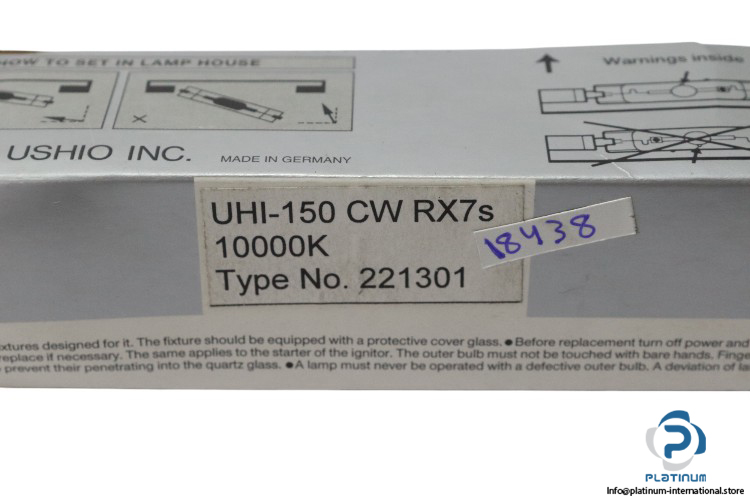 HOW TO SET IN LAMP HOUSE
Warnings inside
USHIO INC. MADE IN GERMANY
UHI-150 CW RX7s
10000K
Type No. 221301
18438
xtures designed for it. The fixture should be equipped with a protective cover glass. ● Before replacement turn off power and
replace if necessary. The same applies to the starter of the ignitor. The outer bulb must not be touched with bare hands. Finge
prevent their penetrating into the quartz glass. ● A lamp must never be operated with a defective outer bulb. A deviation of la
PLATINUM
Info@platinum-international.store